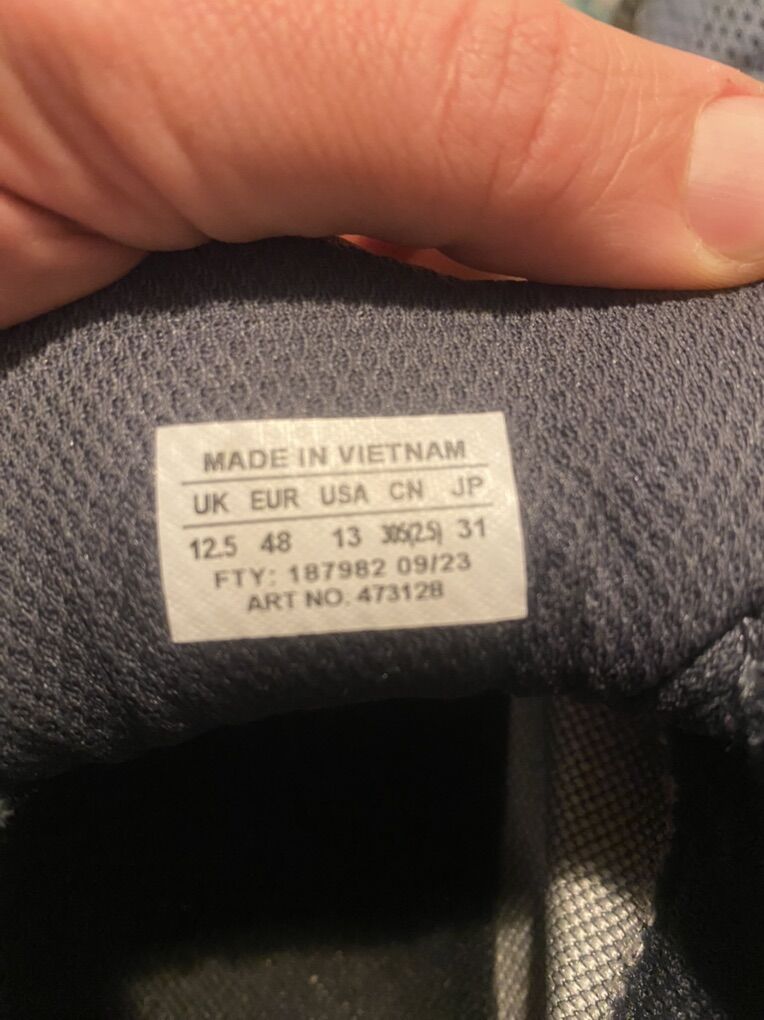 MADE IN VIETNAM
UK EUR USA CN JP
12.5 48 13 305(2.5) 31
FTY: 187982 09/23
ART NO. 473128